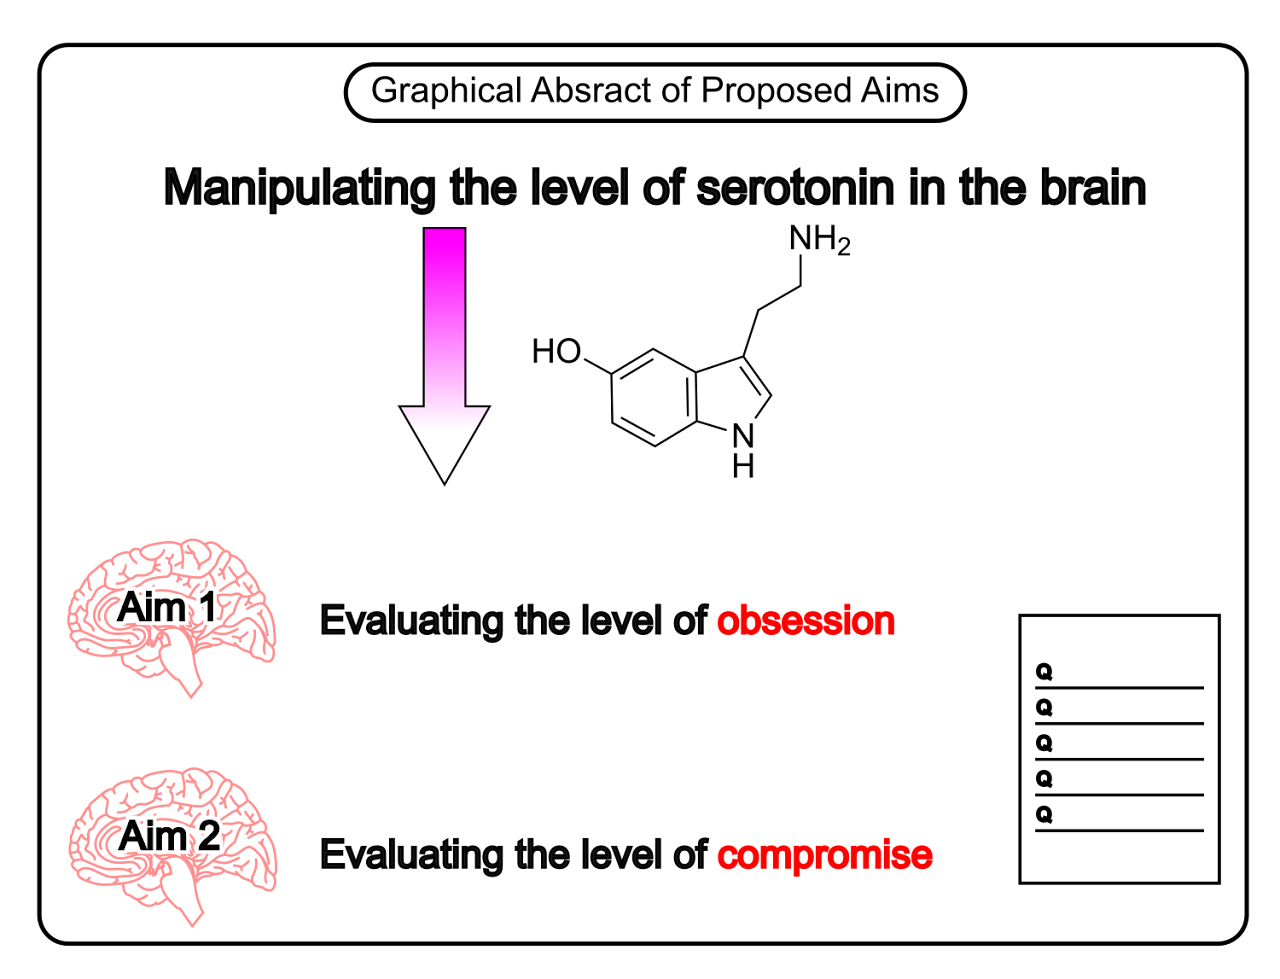 Graphical Absract of Proposed Aims
Manipulating the level of serotonin in the brain
NH2
HO
N
H
Aim 1
Evaluating the level of obsession
Q
Q
Q
Q
Q
Aim 2
Evaluating the level of compromise